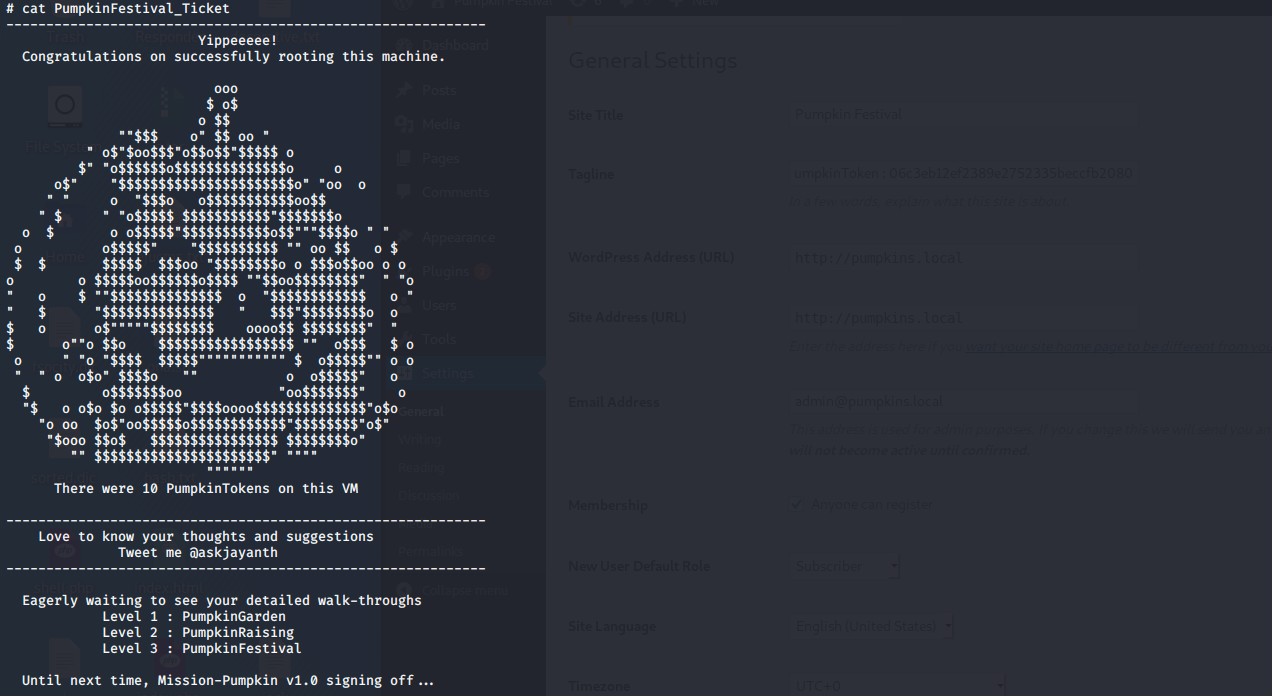 # cat PumpkinFestival_Ticket
------------------------------------------------------------
Yippeeeee!
Congratulations on successfully rooting this machine.
There were 10 PumpkinTokens on this VM
------------------------------------------------------------
Love to know your thoughts and suggestions
Tweet me @askjayanth
------------------------------------------------------------
Eagerly waiting to see your detailed walk-throughs
Level 1 : PumpkinGarden
Level 2 : PumpkinRaising
Level 3 : PumpkinFestival
Until next time, Mission-Pumpkin v1.0 signing off...
Pumpkin Festival
New
Dashboard
Posts
Media
Pages
Comments
Appearance
Plugins
Users
Tools
Settings
General
Writing
Reading
Discussion
Permalinks
Collapse menu
General Settings
Site Title
Pumpkin Festival
Tagline
umpkinToken : 06c3eb12ef2389e2752335beccfb2080
In a few words, explain what this site is about.
WordPress Address (URL)
http://pumpkins.local
Site Address (URL)
http://pumpkins.local
Enter the address here if you want your site home page to be different from you
Email Address
admin@pumpkins.local
This address is used for admin purposes. If you change this we will send you an
will not become active until confirmed.
Membership
Anyone can register
New User Default Role
Subscriber
Site Language
English (United States)
Timezone
UTC+0